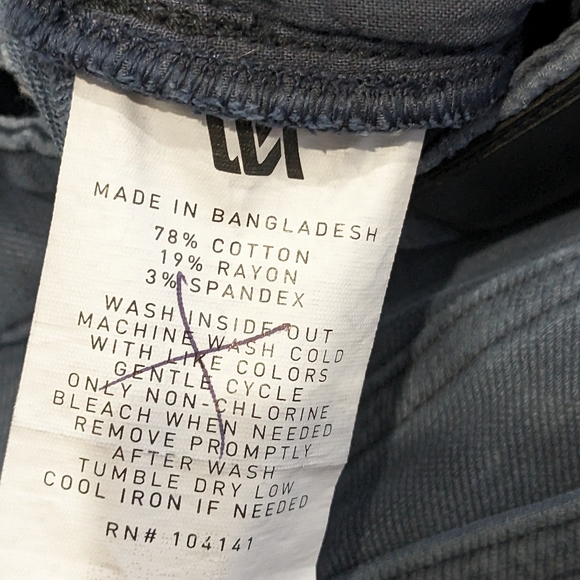 MADE IN BANGLADESH
78% COTTON
19% RAYON
3% SPANDEX
WASH INSIDE OUT
MACHINE WASH COLD
WITH LIKE COLORS
GENTLE CYCLE
ONLY NON-CHLORINE
BLEACH WHEN NEEDED
REMOVE PROMPTLY
AFTER WASH
TUMBLE DRY LOW
COOL IRON IF NEEDED
RN# 104141